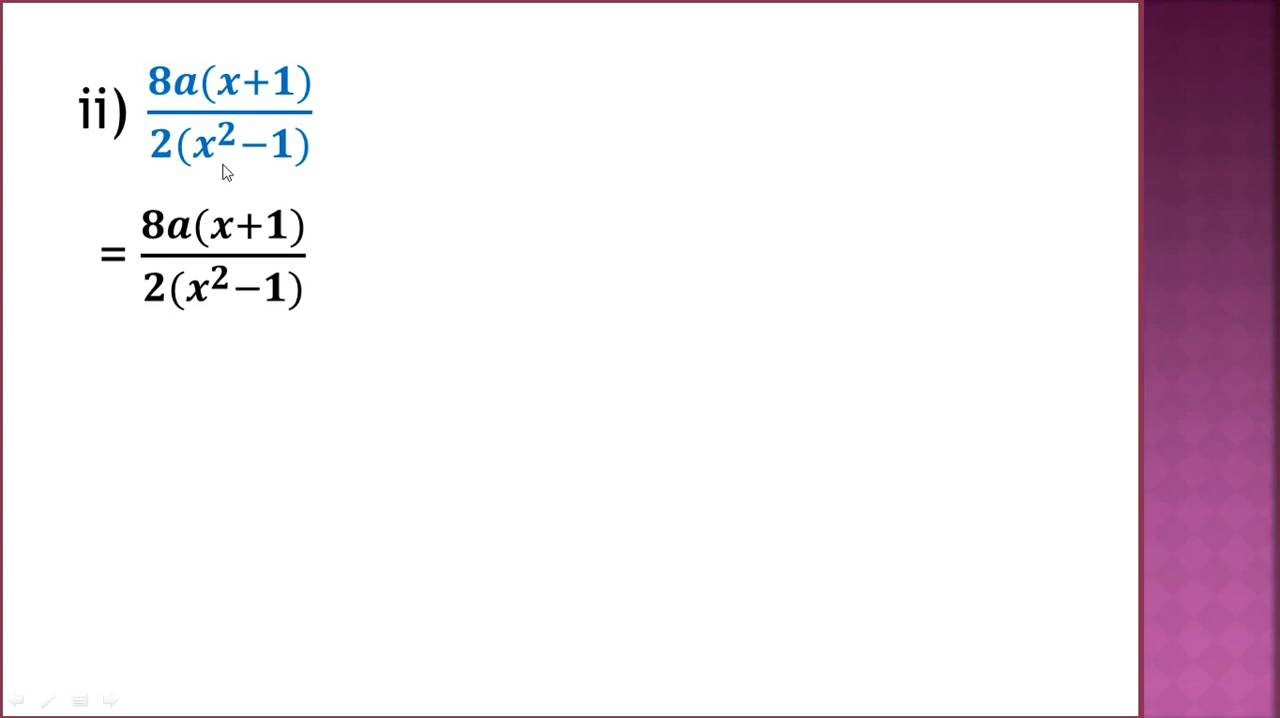 ii) 8a(x+1)/2(x²−1)
= 8a(x+1)/2(x²−1)